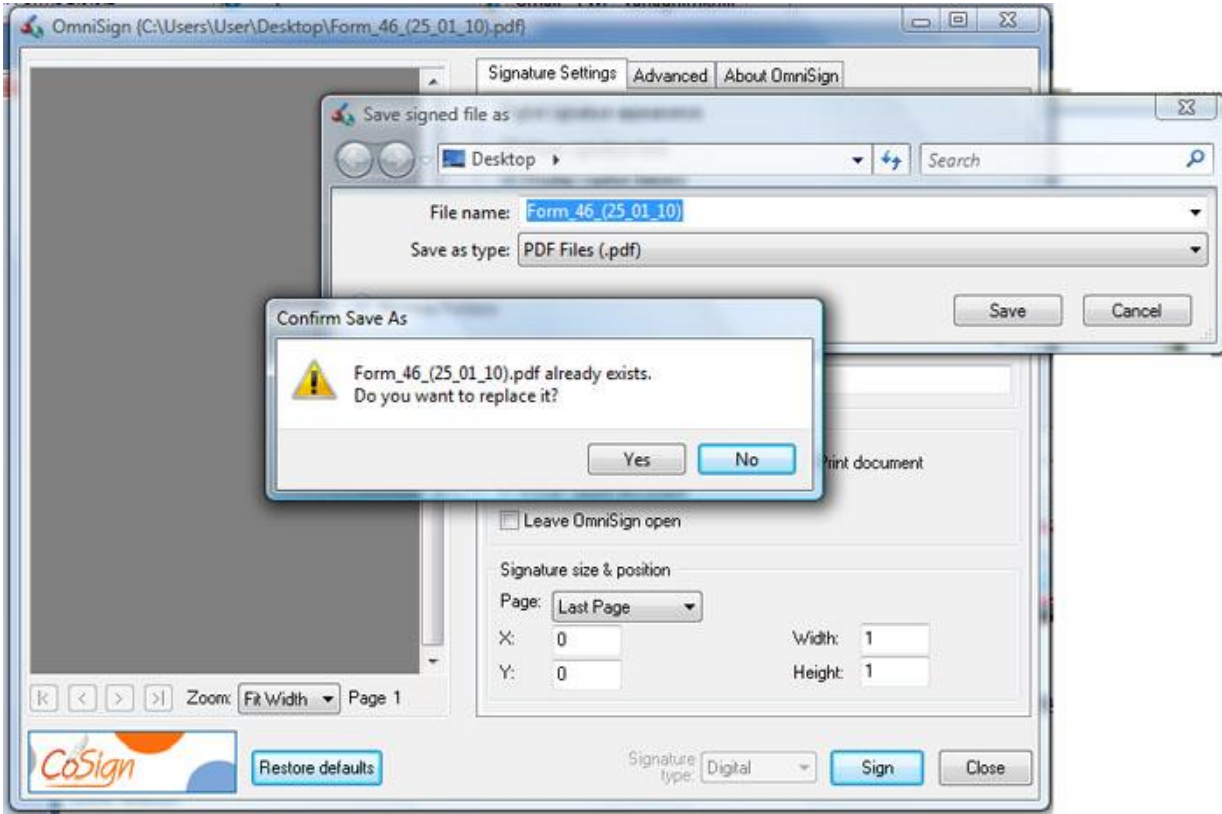 OmniSign (C:\Users\User\Desktop\Form_46_(25_01_10).pdf)
Signature Settings
Advanced
About OmniSign
Save signed file as
Desktop
Search
File name: Form_46_(25_01_10)
Save as type: PDF Files (.pdf)
Save
Cancel
Confirm Save As
Form_46_(25_01_10).pdf already exists.
Do you want to replace it?
Yes
No
Print document
Leave OmniSign open
Signature size & position
Page: Last Page
X: 0
Width: 1
Y: 0
Height: 1
Zoom: Fit Width
Page 1
CoSign
Restore defaults
Signature type: Digital
Sign
Close